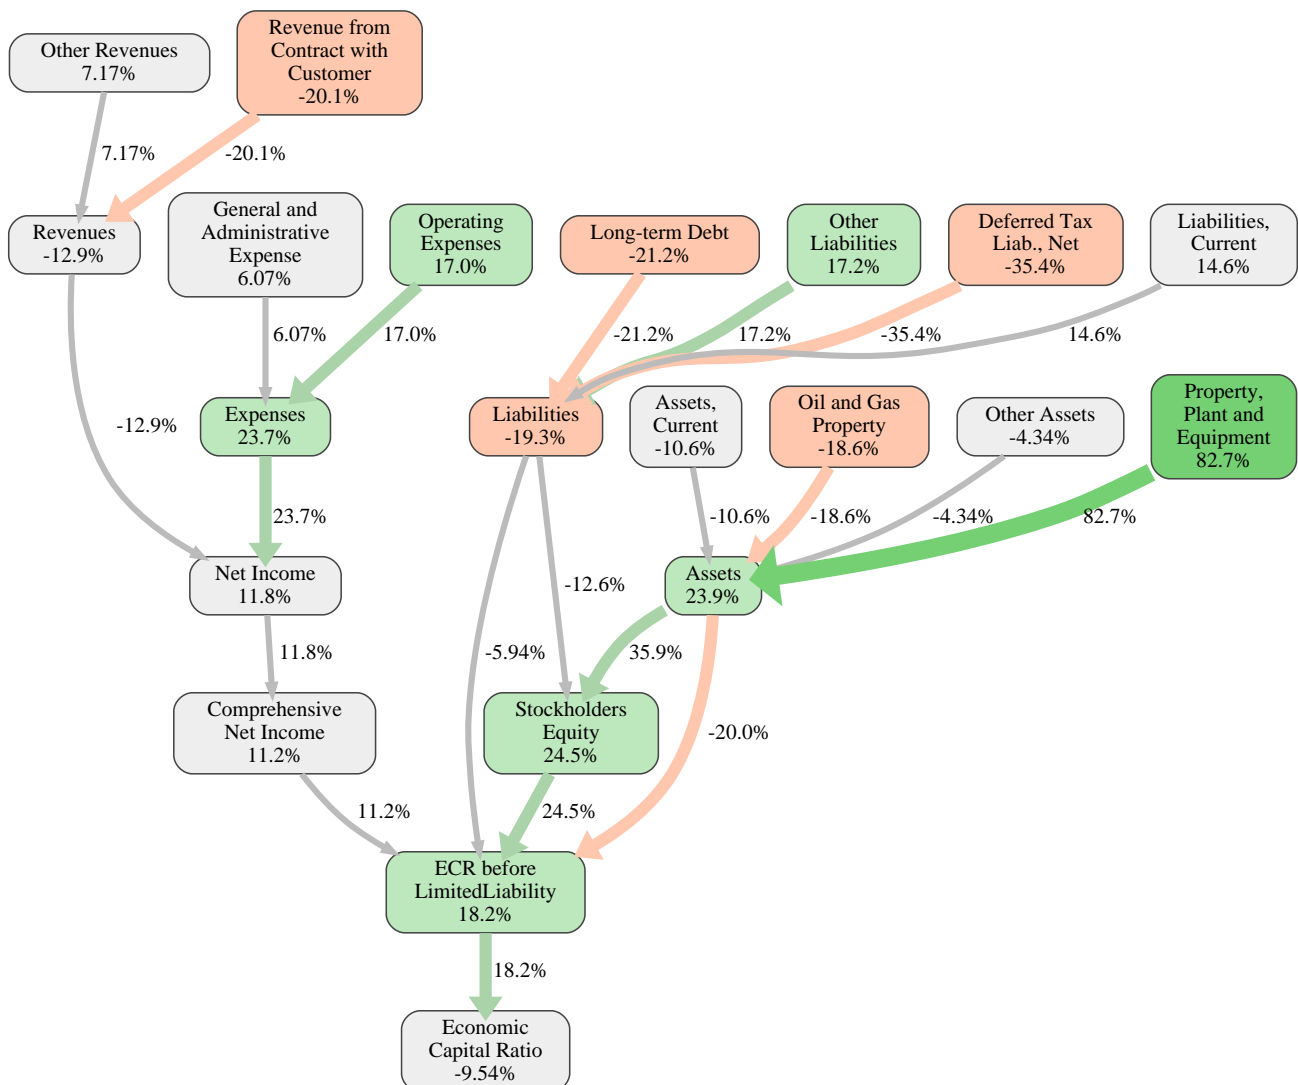 Other Revenues
7.17%
Revenue from
Contract with
Customer
-20.1%
7.17%
-20.1%
Revenues
-12.9%
General and
Administrative
Expense
6.07%
Operating
Expenses
17.0%
Long-term Debt
-21.2%
Other
Liabilities
17.2%
Deferred Tax
Liab., Net
-35.4%
Liabilities,
Current
14.6%
6.07%
17.0%
-21.2%
17.2%
-35.4%
14.6%
-12.9%
Expenses
23.7%
Liabilities
-19.3%
Assets,
Current
-10.6%
Oil and Gas
Property
-18.6%
Other Assets
-4.34%
Property,
Plant and
Equipment
82.7%
23.7%
-10.6%
-18.6%
-4.34%
82.7%
Net Income
11.8%
-12.6%
Assets
23.9%
11.8%
-5.94%
35.9%
-20.0%
Comprehensive
Net Income
11.2%
Stockholders
Equity
24.5%
11.2%
24.5%
ECR before
LimitedLiability
18.2%
18.2%
Economic
Capital Ratio
-9.54%